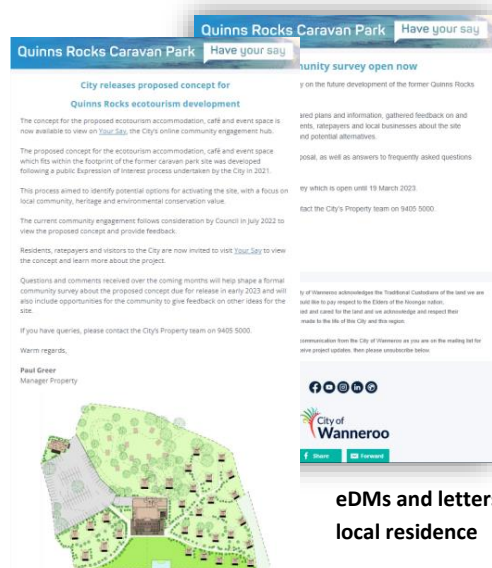 Quinns Rocks Caravan Park Have your say
unity survey open now
y on the future development of the former Quinns Rocks
ared plans and information, gathered feedback on and
ents, ratepayers and local businesses about the site
nd potential alternatives.
posal, as well as answers to frequently asked questions
ey which is open until 19 March 2023.
tact the City's Property team on 9405 5000.
ty of Wanneroo acknowledges the Traditional Custodians of the land we are
ould like to pay respect to the Elders of the Noongar nation,
ed and cared for the land and we acknowledge and respect their
made to the life of this City and this region.
ommunication from the City of Wanneroo as you are on the mailing list for
eive project updates, then please unsubscribe below.
City of
Wanneroo
Share Forward
Quinns Rocks Caravan Park Have your say
City releases proposed concept for
Quinns Rocks ecotourism development
The concept for the proposed ecotourism accommodation, café and event space is
now available to view on Your Say, the City's online community engagement hub.
The proposed concept for the ecotourism accommodation, café and event space
which fits within the footprint of the former caravan park site was developed
following a public Expression of Interest process undertaken by the City in 2021.
This process aimed to identify potential options for activating the site, with a focus on
local community, heritage and environmental conservation value.
The current community engagement follows consideration by Council in July 2022 to
view the proposed concept and provide feedback.
Residents, ratepayers and visitors to the City are now invited to visit Your Say to view
the concept and learn more about the project.
Questions and comments received over the coming months will help shape a formal
community survey about the proposed concept due for release in early 2023 and will
also include opportunities for the community to give feedback on other ideas for the
site.
If you have queries, please contact the City's Property team on 9405 5000.
Warm regards,
Paul Greer
Manager Property
eDMs and letters
local residence